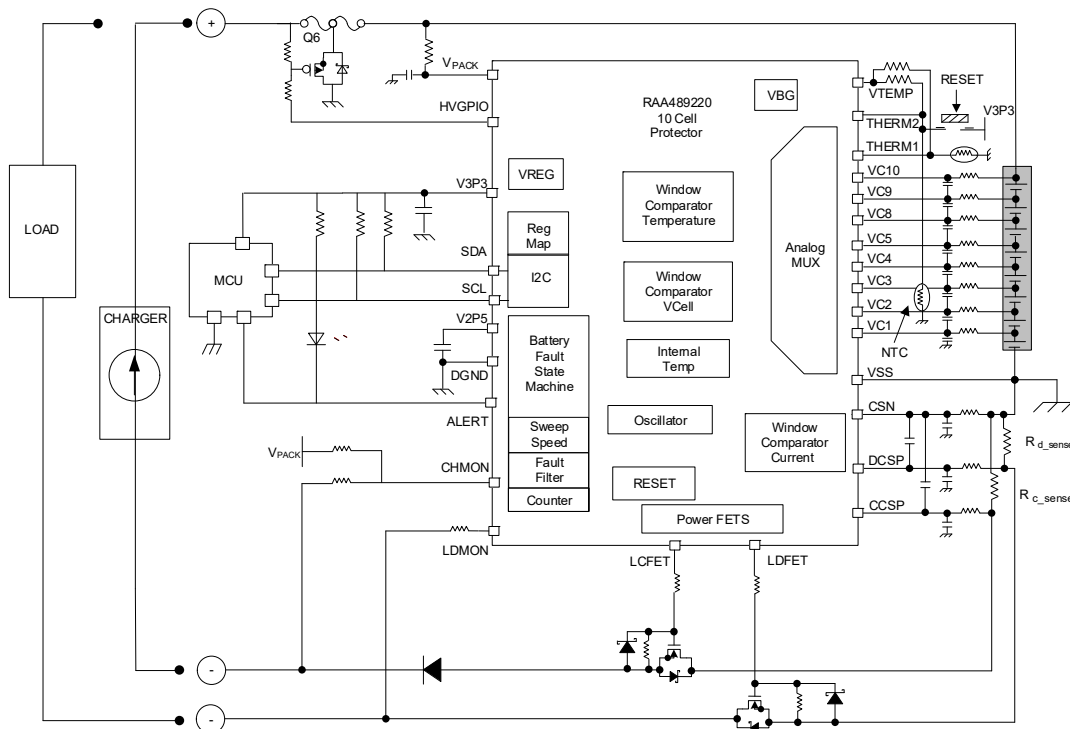 +
Q6
VPACK
HVGPIO
RAA489220
10 Cell
Protector
VBG
VTEMP
RESET
V3P3
THERM2
THERM1
LOAD
V3P3
VREG
Window
Comparator
Temperature
Analog
MUX
VC10
VC9
VC8
VC5
VC4
VC3
VC2
VC1
NTC
MCU
SDA
SCL
Reg
Map
I2C
Window
Comparator
VCell
CHARGER
V2P5
DGND
Battery
Fault
State
Machine
Internal
Temp
VSS
ALERT
Sweep
Speed
Fault
Filter
Counter
Oscillator
Window
Comparator
Current
CSN
DCSP
CCSP
R d_sense
R c_sense
VPACK
CHMON
RESET
Power FETS
LDMON
LCFET
LDFET
-
-